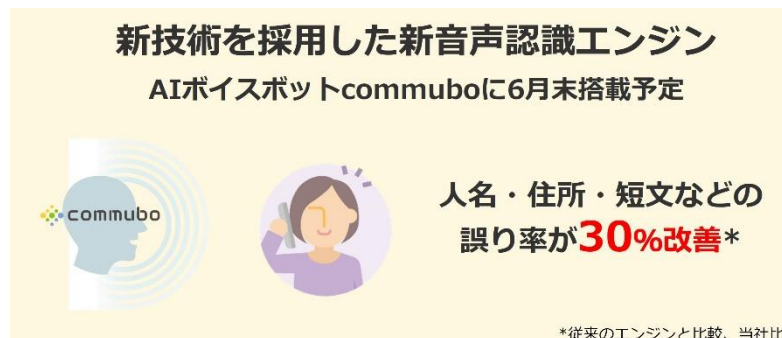 新技術を採用した新音声認識エンジン
AIボイスボットcommuboに6月末搭載予定
commubo
人名・住所・短文などの
誤り率が30%改善*
*従来のエンジンと比較、当社比